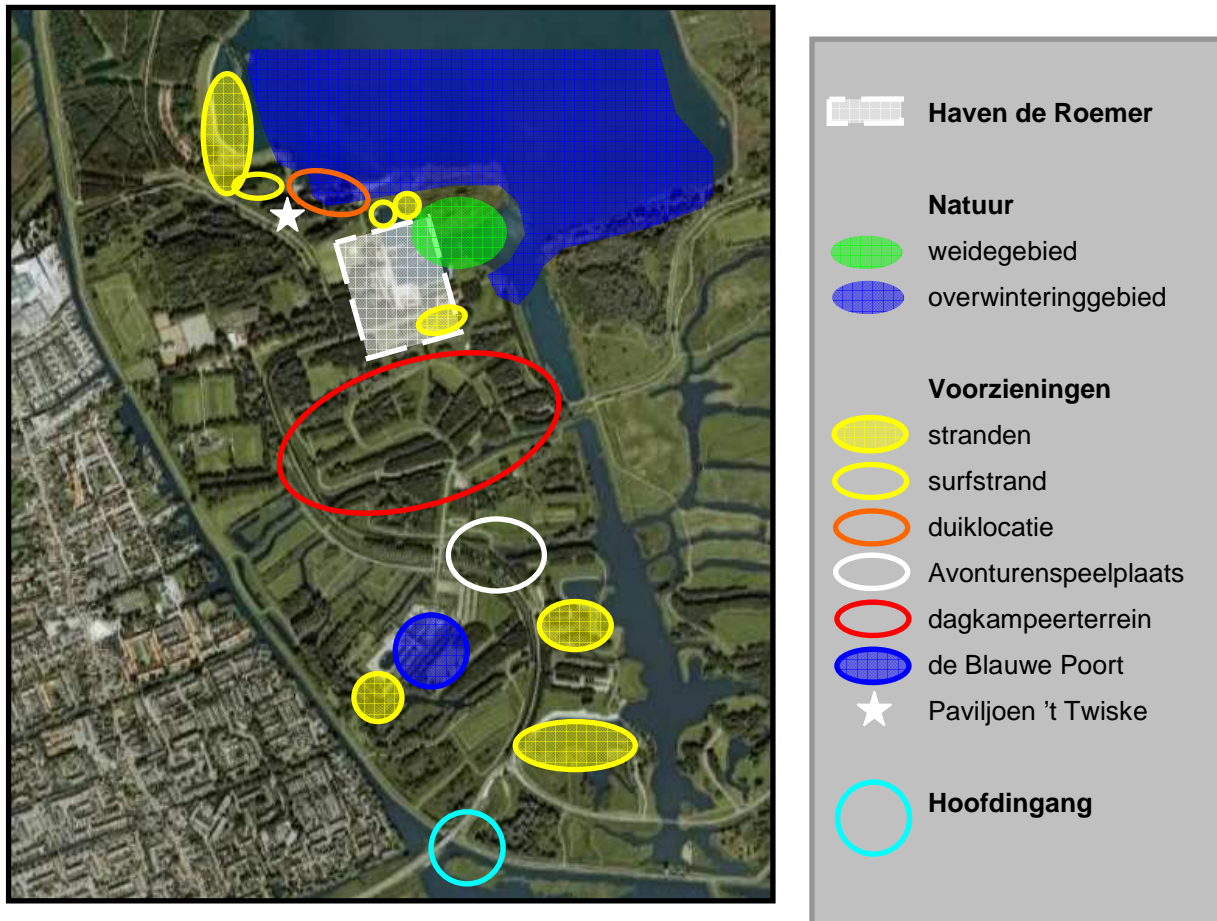 Haven de Roemer
Natuur
weidegebied
overwinteringgebied
Voorzieningen
stranden
surfstrand
duiklocatie
Avonturenspeelplaats
dagkampeerterrein
de Blauwe Poort
Paviljoen ’t Twiske
Hoofdingang